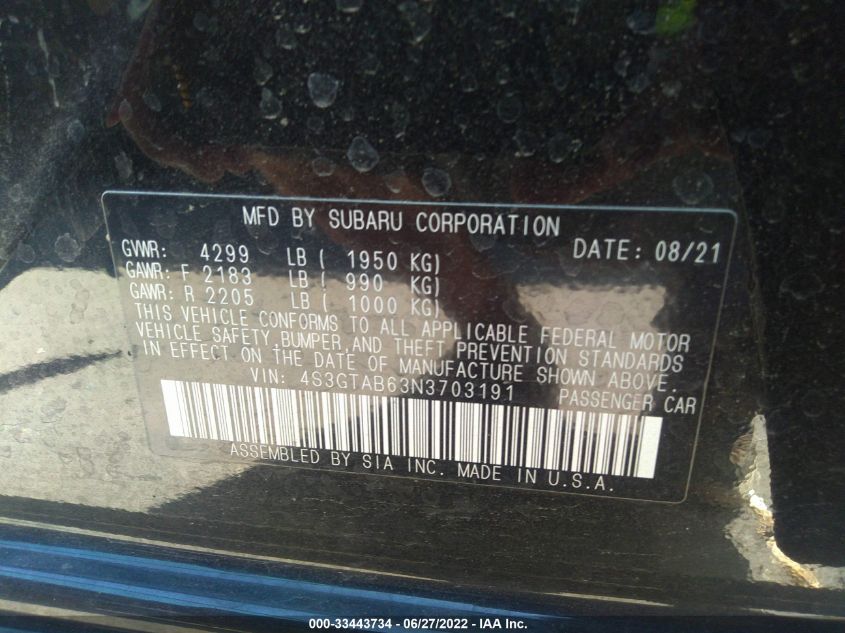 MFD BY SUBARU CORPORATION
GVWR: 4299 LB ( 1950 KG) DATE: 08/21
GAWR: F 2183 LB ( 990 KG)
GAWR: R 2205 LB ( 1000 KG)
THIS VEHICLE CONFORMS TO ALL APPLICABLE FEDERAL MOTOR
VEHICLE SAFETY, BUMPER, AND THEFT PREVENTION STANDARDS
IN EFFECT ON THE DATE OF MANUFACTURE SHOWN ABOVE.
VIN: 4S3GTAB63N3703191 PASSENGER CAR
ASSEMBLED BY SIA INC. MADE IN U.S.A.
000-33443734 - 06/27/2022 - IAA Inc.